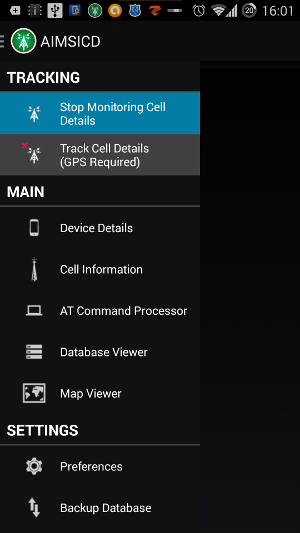 20 16:01
AIMSICD
TRACKING
Stop Monitoring Cell
Details
Track Cell Details
(GPS Required)
MAIN
Device Details
Cell Information
AT Command Processor
Database Viewer
Map Viewer
SETTINGS
Preferences
Backup Database